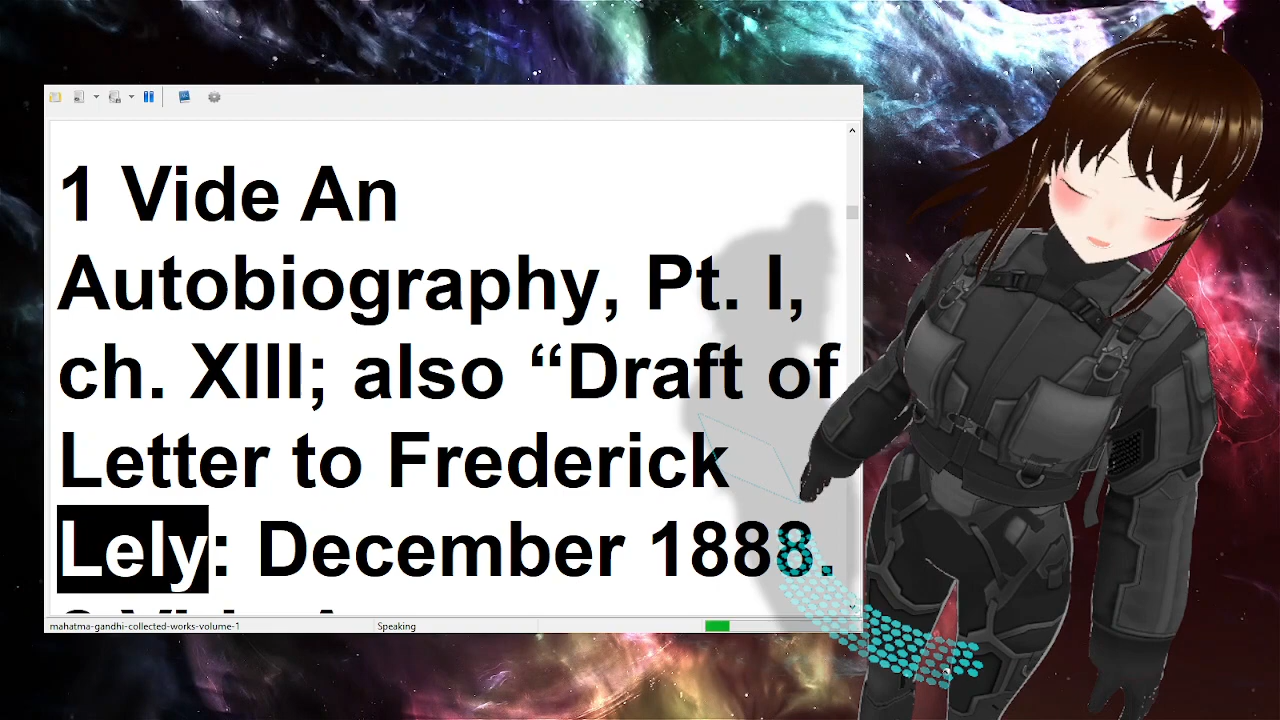 1 Vide An
Autobiography, Pt. I,
ch. XIII; also “Draft of
Letter to Frederick
Lely: December 1888.
mahatma-gandhi-collected-works-volume-1
Speaking